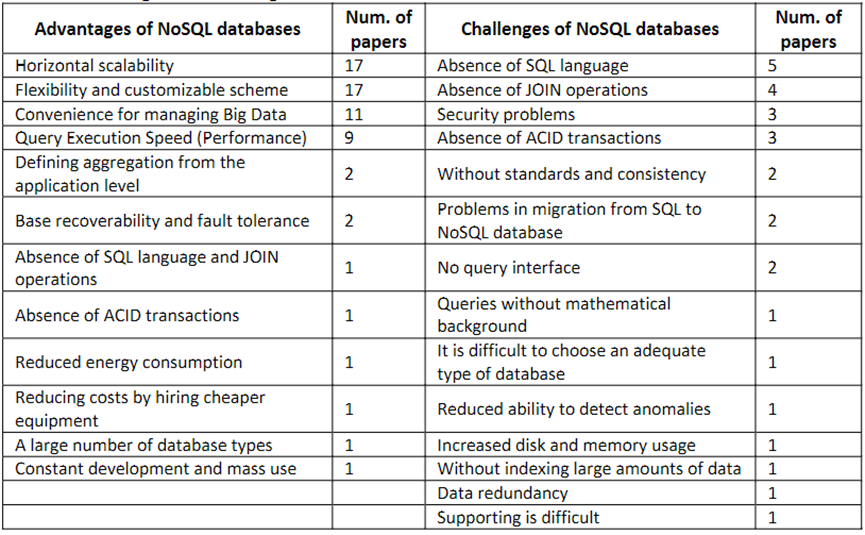 Advantages of NoSQL databases Num. of papers Challenges of NoSQL databases Num. of papers
Horizontal scalability 17 Absence of SQL language 5
Flexibility and customizable scheme 17 Absence of JOIN operations 4
Convenience for managing Big Data 11 Security problems 3
Query Execution Speed (Performance) 9 Absence of ACID transactions 3
Defining aggregation from the application level 2 Without standards and consistency 2
Base recoverability and fault tolerance 2 Problems in migration from SQL to NoSQL database 2
Absence of SQL language and JOIN operations 1 No query interface 2
Absence of ACID transactions 1 Queries without mathematical background 1
Reduced energy consumption 1 It is difficult to choose an adequate type of database 1
Reducing costs by hiring cheaper equipment 1 Reduced ability to detect anomalies 1
A large number of database types 1 Increased disk and memory usage 1
Constant development and mass use 1 Without indexing large amounts of data 1
Data redundancy 1
Supporting is difficult 1